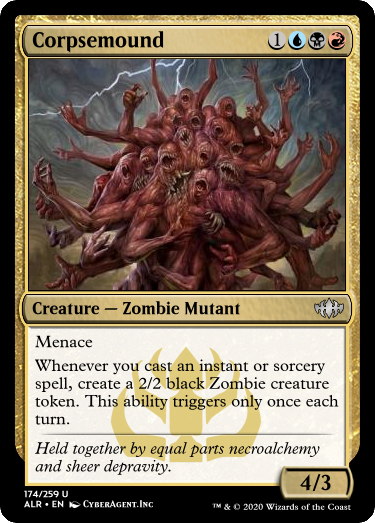 Corpsemound 1
Creature — Zombie Mutant
Menace
Whenever you cast an instant or sorcery
spell, create a 2/2 black Zombie creature
token. This ability triggers only once each
turn.
Held together by equal parts necroalchemy
and sheer depravity.
4/3
174/259 U
ALR • EN CyberAgent.Inc
™ & © 2020 Wizards of the Coast